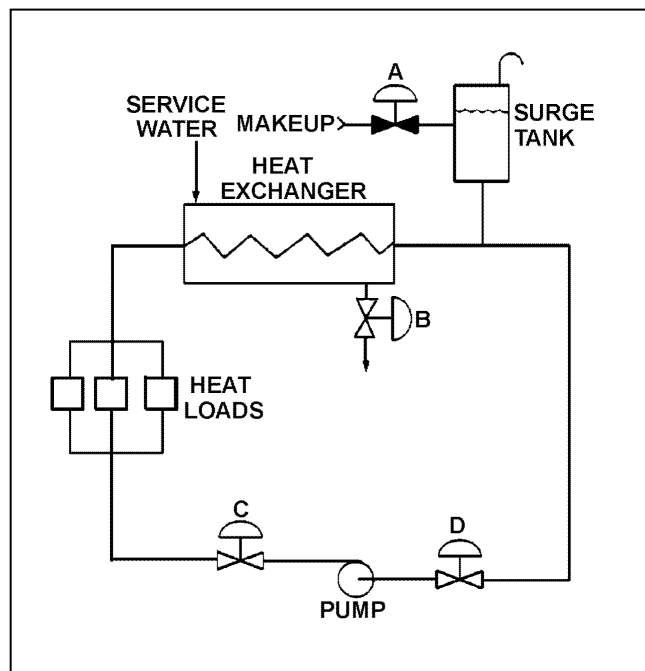 A
SERVICE
WATER
MAKEUP
SURGE
TANK
HEAT
EXCHANGER
B
HEAT
LOADS
C
D
PUMP